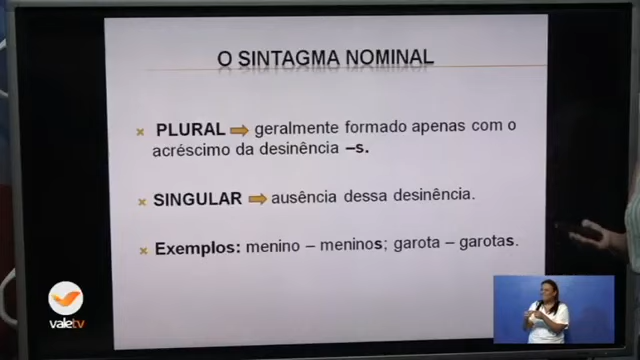 O SINTAGMA NOMINAL
× PLURAL ⇨ geralmente formado apenas com o
acréscimo da desinência –s.
× SINGULAR ⇨ ausência dessa desinência.
× Exemplos: menino – meninos; garota – garotas.
valetv